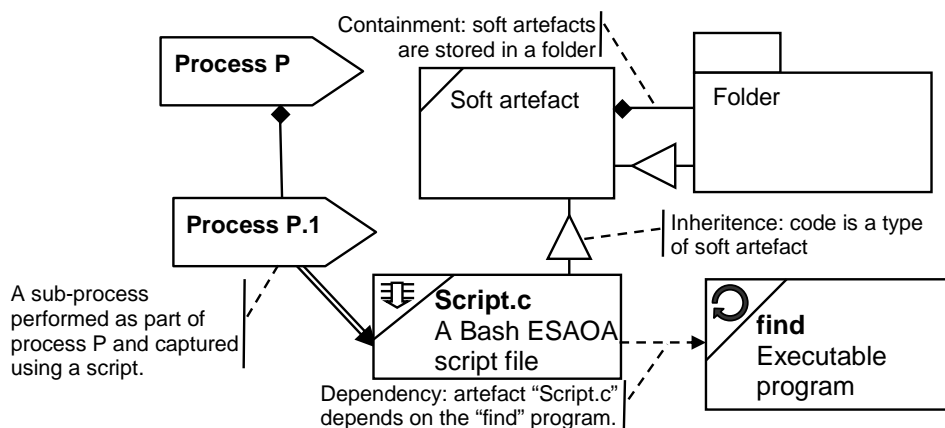 Containment: soft artefacts
are stored in a folder
Process P
Soft artefact
Folder
Process P.1
Inheritence: code is a type
of soft artefact
A sub-process
performed as part of
process P and captured
using a script.
Script.c
A Bash ESAOA
script file
find
Executable
program
Dependency: artefact “Script.c”
depends on the “find” program.